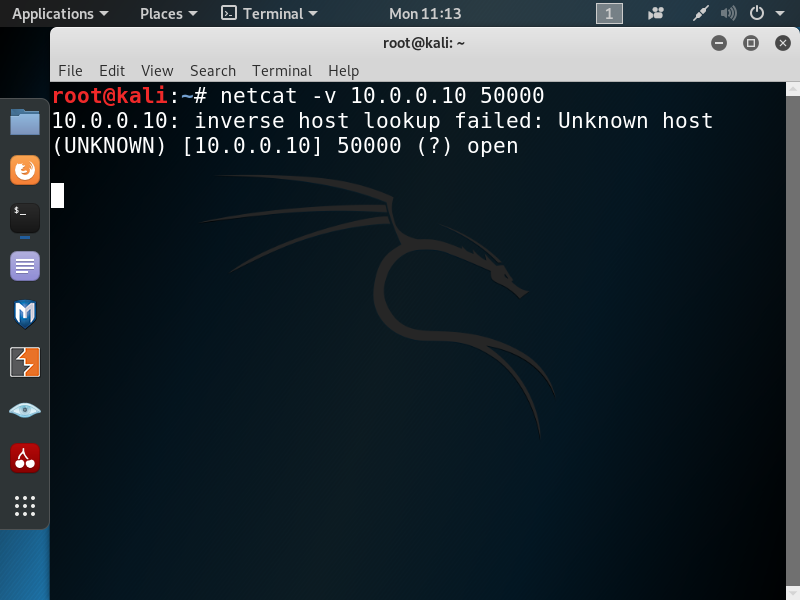 Applications Places Terminal Mon 11:13 1
root@kali: ~
File Edit View Search Terminal Help
root@kali:~# netcat -v 10.0.0.10 50000
10.0.0.10: inverse host lookup failed: Unknown host
(UNKNOWN) [10.0.0.10] 50000 (?) open
$_